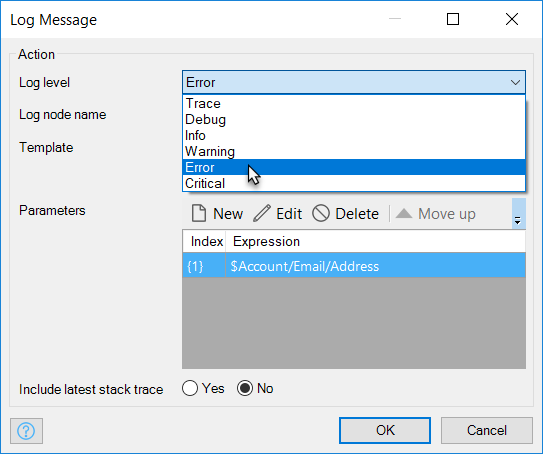 Log Message
Action
Log level
Error
Trace
Debug
Info
Warning
Error
Critical
Log node name
Template
Parameters
New Edit Delete Move up
Index Expression
{1} $Account/Email/Address
Include latest stack trace Yes No
? OK Cancel